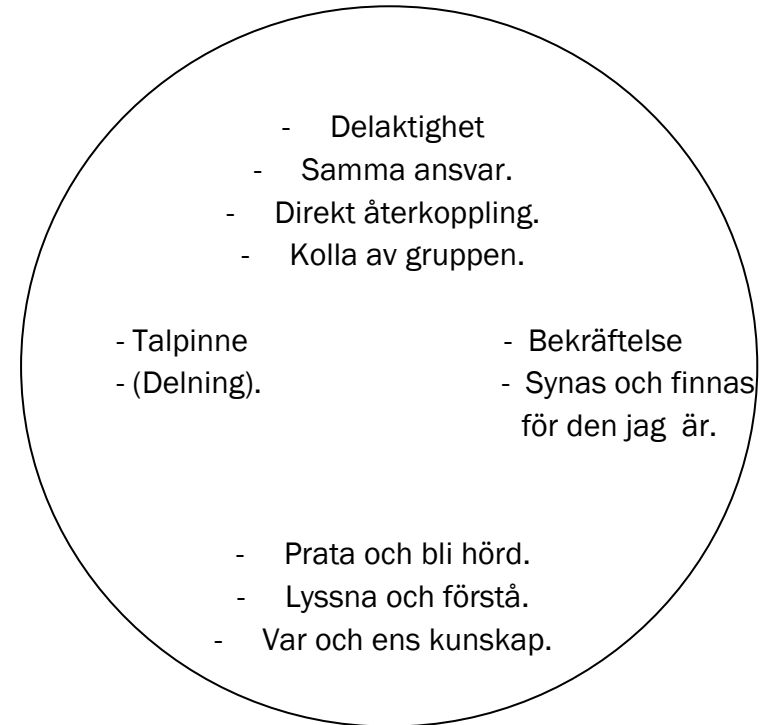 - Delaktighet
- Samma ansvar.
- Direkt återkoppling.
- Kolla av gruppen.
- Talpinne
- (Delning).
- Bekräftelse
- Synas och finnas
för den jag är.
- Prata och bli hörd.
- Lyssna och förstå.
- Var och ens kunskap.